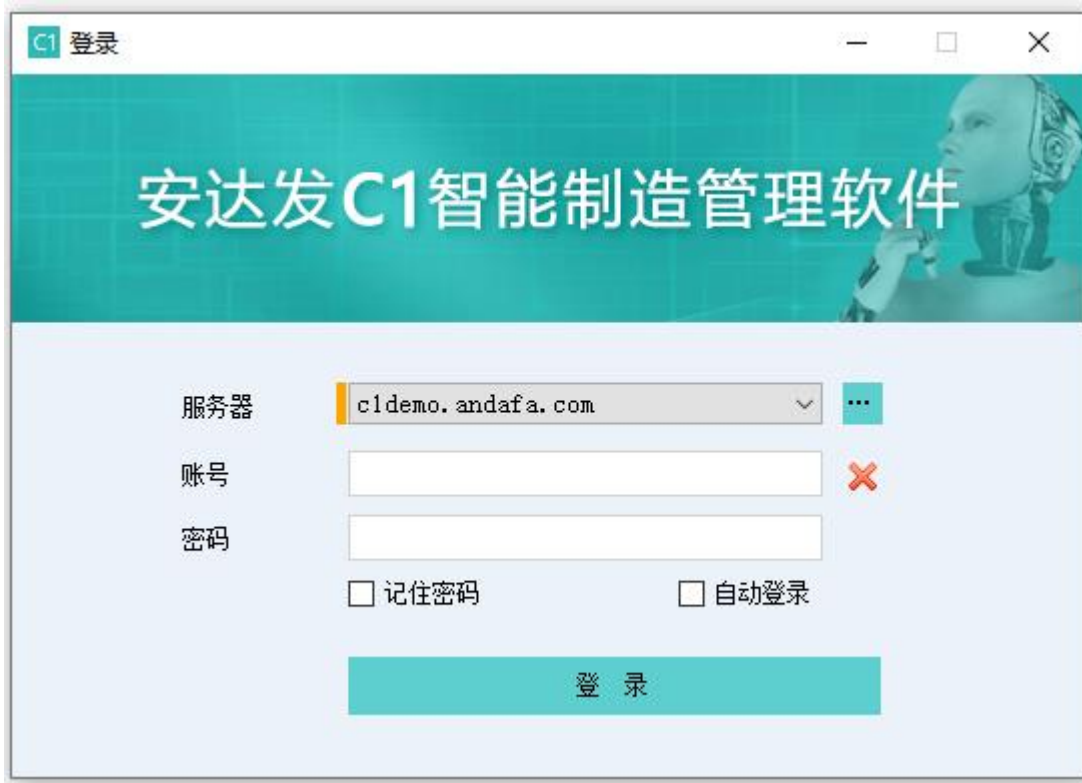 C1 登录
安达发C1智能制造管理软件
服务器 c1demo.andafa.com ...
账号
密码
记住密码 自动登录
登 录